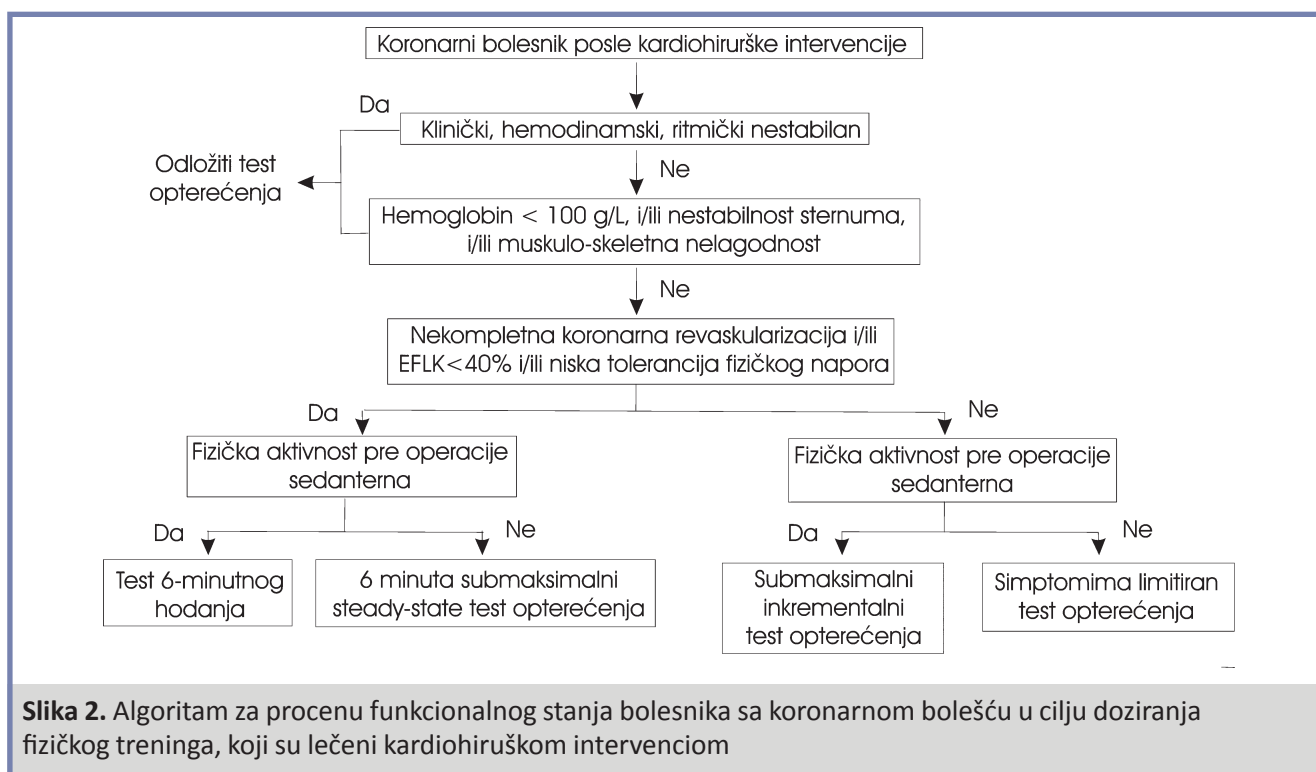 Koronarni bolesnik posle kardiohirurške intervencije
Da
Klinički, hemodinamski, ritmički nestabilan
Odložiti test
opterećenja
Ne
Hemoglobin < 100 g/L, i/ili nestabilnost sternuma,
i/ili muskulo-skeletna nelagodnost
Ne
Nekompletna koronarna revaskularizacija i/ili
EFLK<40% i/ili niska tolerancija fizičkog napora
Da
Ne
Fizička aktivnost pre operacije
sedanterna
Fizička aktivnost pre operacije
sedanterna
Da
Ne
Da
Ne
Test 6-minutnog
hodanja
6 minuta submaksimalni
steady-state test opterećenja
Submaksimalni
inkrementalni
test opterećenja
Simptomima limitiran
test opterećenja
Slika 2. Algoritam za procenu funkcionalnog stanja bolesnika sa koronarnom bolešću u cilju doziranja
fizičkog treninga, koji su lečeni kardiohiruškom intervenciom